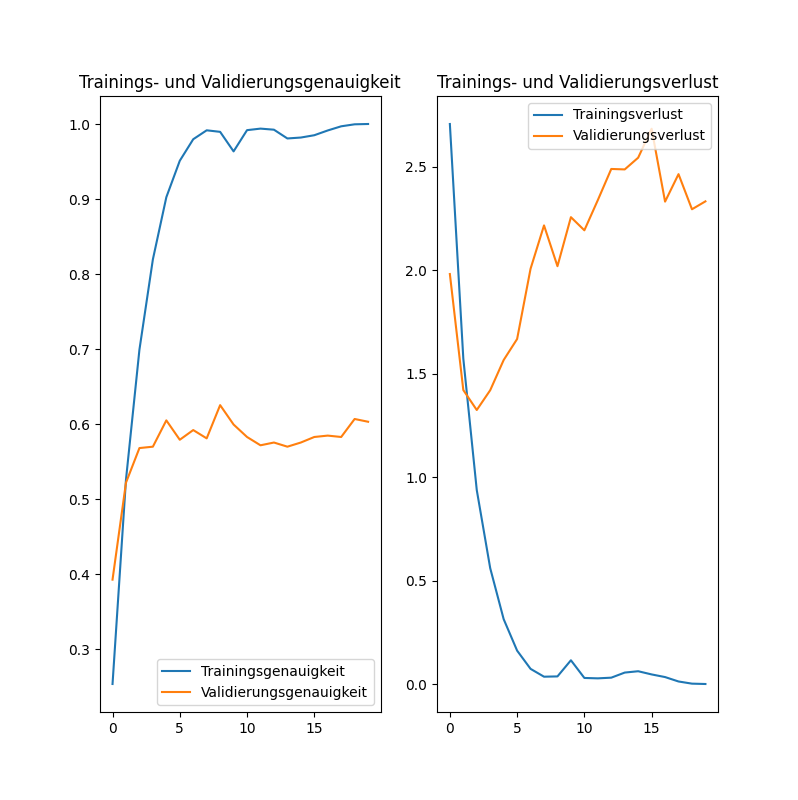 Trainings- und Validierungsgenauigkeit
1.0
0.9
0.8
0.7
0.6
0.5
0.4
0.3
0 5 10 15
Trainingsgenauigkeit
Validierungsgenauigkeit
Trainings- und Validierungsverlust
Trainingsverlust
Validierungsverlust
2.5
2.0
1.5
1.0
0.5
0.0
0 5 10 15